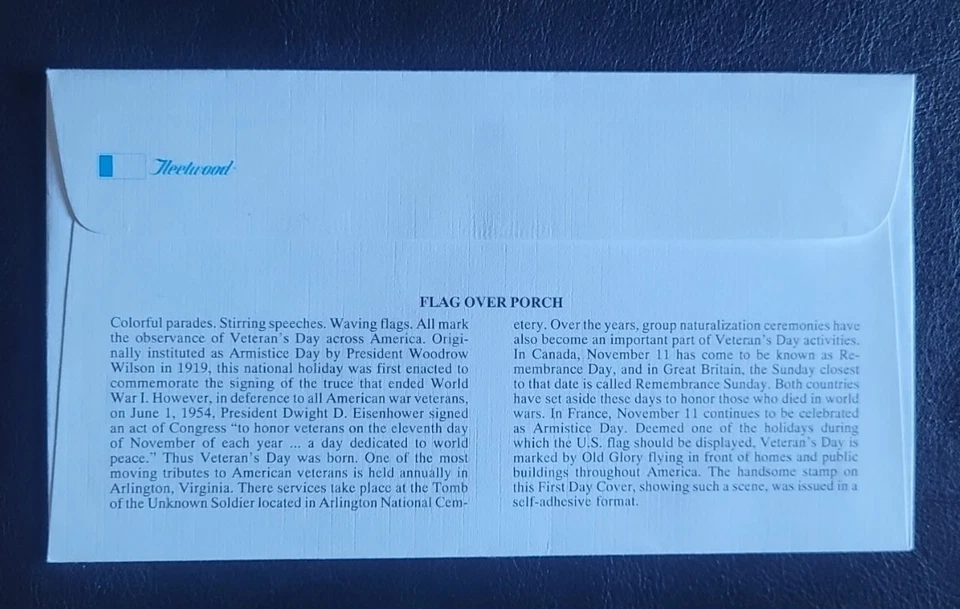 Fleetwood
FLAG OVER PORCH
Colorful parades. Stirring speeches. Waving flags. All mark
the observance of Veteran's Day across America. Origi-
nally instituted as Armistice Day by President Woodrow
Wilson in 1919, this national holiday was first enacted to
commemorate the signing of the truce that ended World
War I. However, in deference to all American war veterans,
on June 1, 1954, President Dwight D. Eisenhower signed
an act of Congress "to honor veterans on the eleventh day
of November of each year ... a day dedicated to world
peace." Thus Veteran's Day was born. One of the most
moving tributes to American veterans is held annually in
Arlington, Virginia. There services take place at the Tomb
of the Unknown Soldier located in Arlington National Cem-
etery. Over the years, group naturalization ceremonies have
also become an important part of Veteran's Day activities.
In Canada, November 11 has come to be known as Re-
membrance Day, and in Great Britain, the Sunday closest
to that date is called Remembrance Sunday. Both countries
have set aside these days to honor those who died in world
wars. In France, November 11 continues to be celebrated
as Armistice Day. Deemed one of the holidays during
which the U.S. flag should be displayed, Veteran's Day is
marked by Old Glory flying in front of homes and public
buildings throughout America. The handsome stamp on
this First Day Cover, showing such a scene, was issued in a
self-adhesive format.